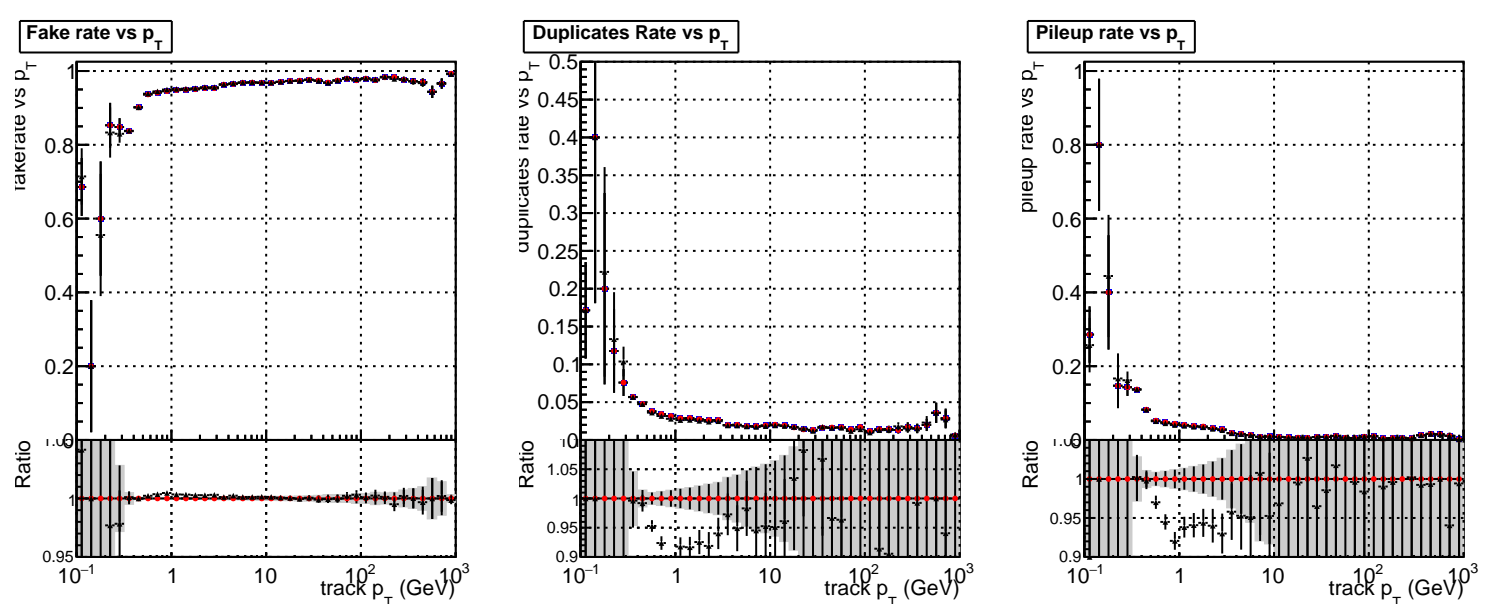 Fake rate vs p_T
fakerate vs p_T
1
0.8
0.6
0.4
0.2
0
Ratio
1
0.95
10^−1 1 10 10^2 10^3
track p_T (GeV)
Duplicates Rate vs p_T
duplicates rate vs p_T
0.5
0.45
0.4
0.35
0.3
0.25
0.2
0.15
0.1
0.05
0
Ratio
1.05
1
0.95
0.9
10^−1 1 10 10^2 10^3
track p_T (GeV)
Pileup rate vs p_T
pileup rate vs p_T
1
0.8
0.6
0.4
0.2
0
Ratio
1
0.95
0.9
10^−1 1 10 10^2 10^3
track p_T (GeV)